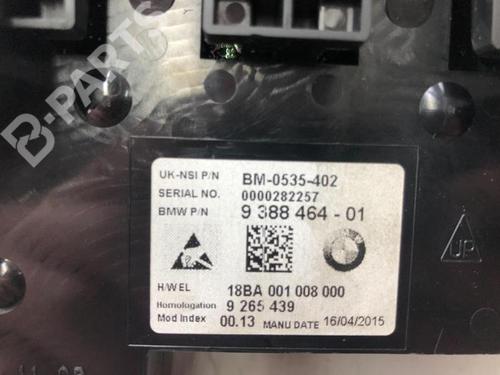 B-PARTS
UK-NSI P/N BM-0535-402
SERIAL NO. 0000282257
BMW P/N 9 388 464 - 01
H/W EL 18BA 001 008 000
Homologation 9 265 439
Mod Index 00.13 MANU DATE 16/04/2015
UP